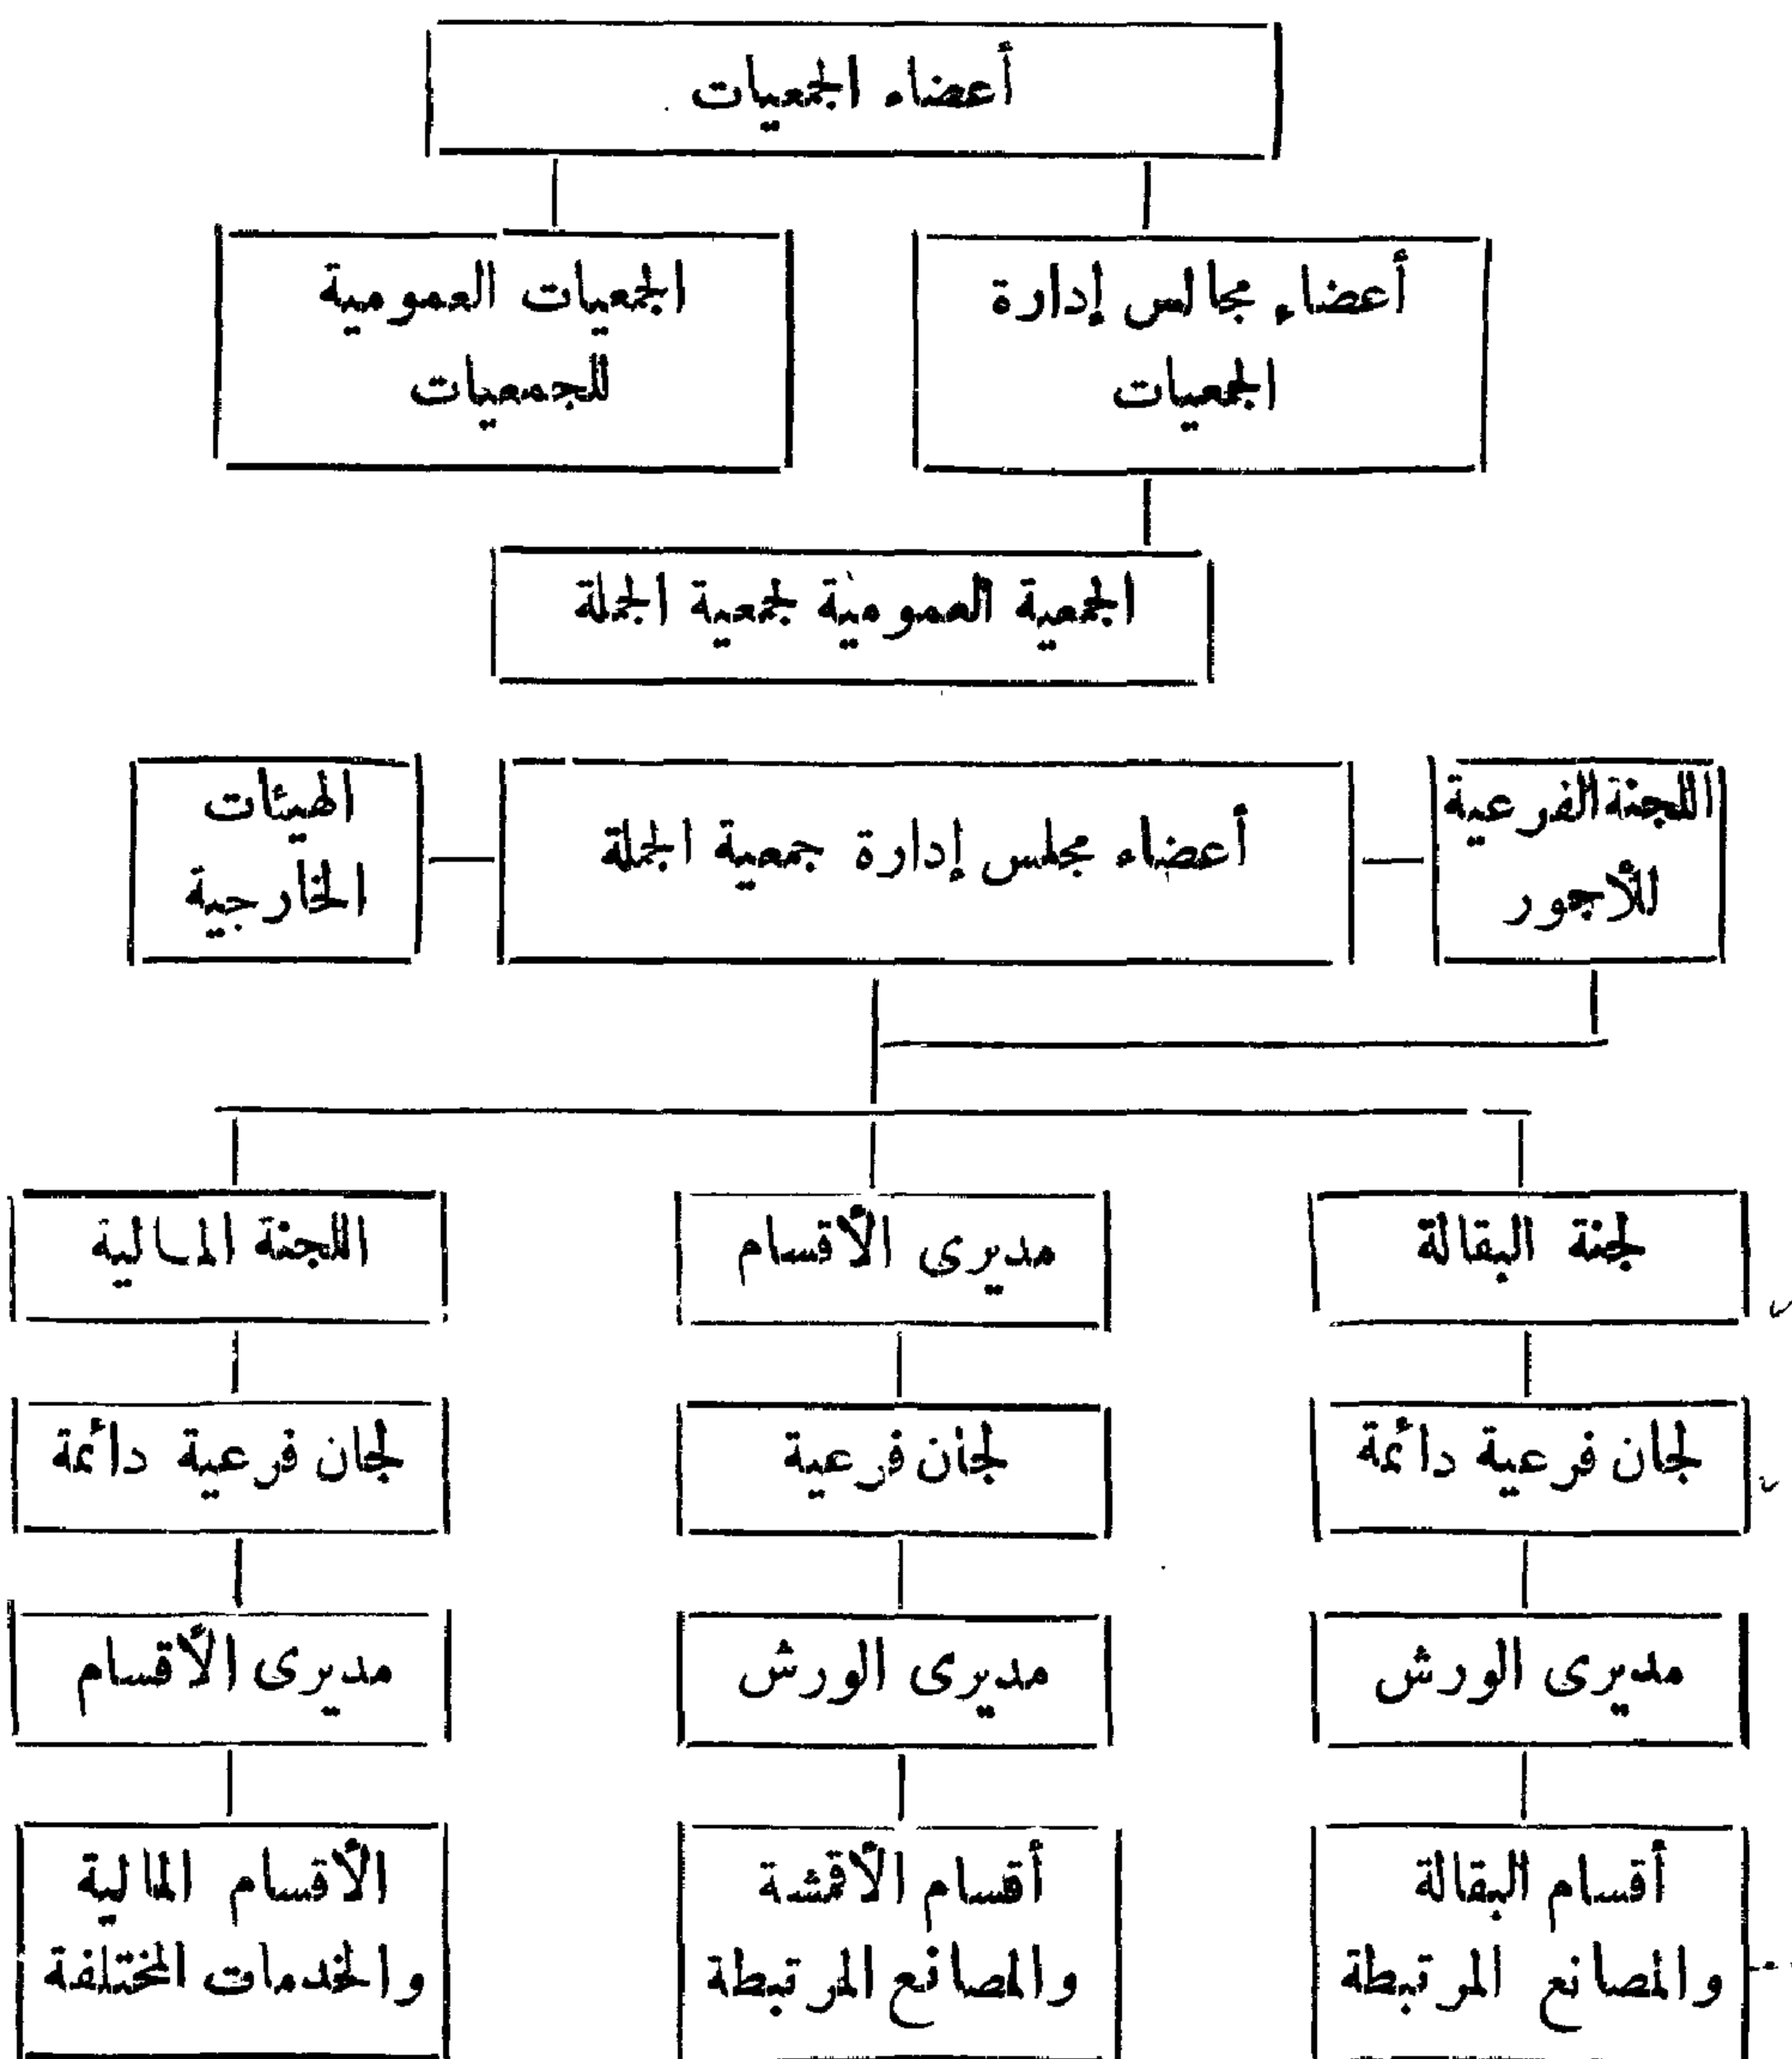 أعضاء الجمعيات
أعضاء مجالس إدارة
الجمعيات
الجمعيات العمومية
للجمعيات
الجمعية العمومية لجمعية الجملة
اللجنة الفرعية
للأجور
أعضاء مجلس إدارة جمعية الجملة
الهيئات
الخارجية
لجنة البقالة
مديرى الأقسام
اللجنة المالية
لجان فرعية دائمة
لجان فرعية
لجان فرعية دائمة
مديرى الورش
مديرى الورش
مديرى الأقسام
أقسام البقالة
والمصانع المرتبطة
أقسام الأقمشة
والمصانع المرتبطة
الأقسام المالية
والخدمات المختلفة